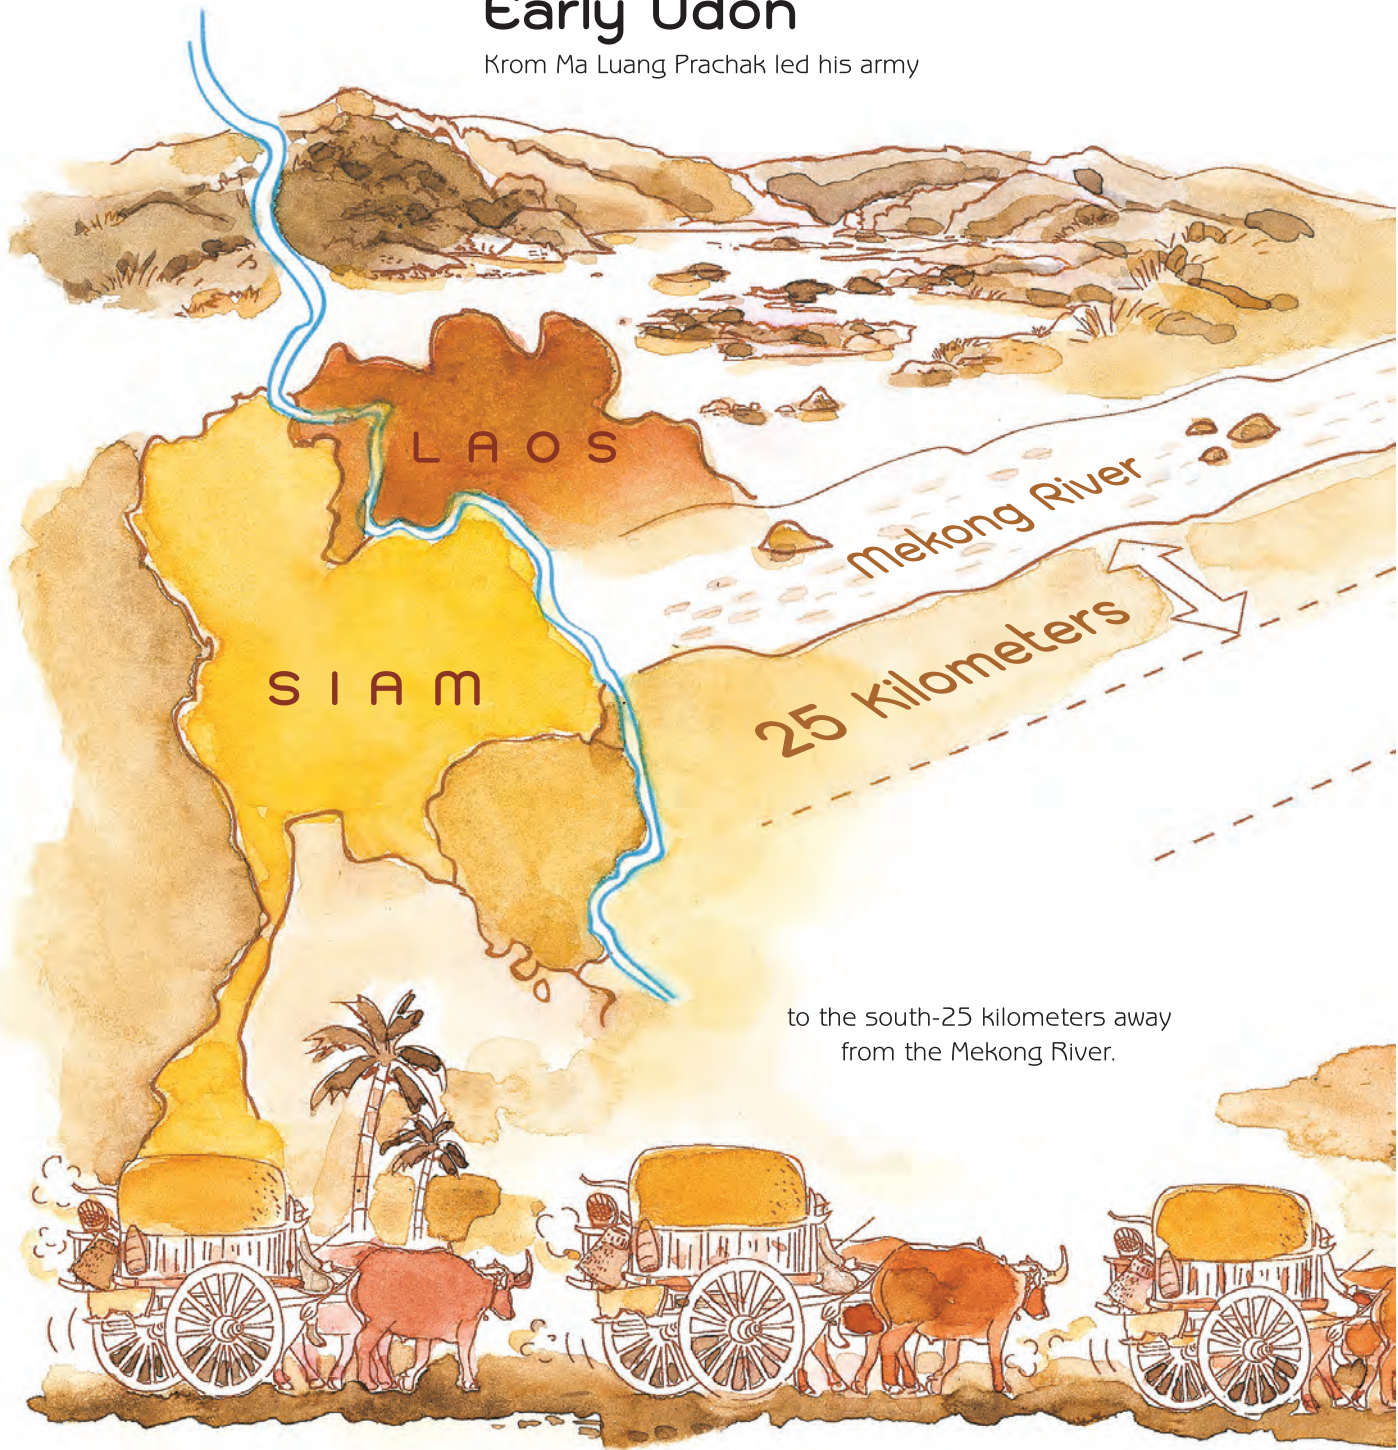 Early Udon
Krom Ma Luang Prachak led his army
LAOS
Mekong River
25 Kilometers
SIAM
to the south-25 kilometers away
from the Mekong River.